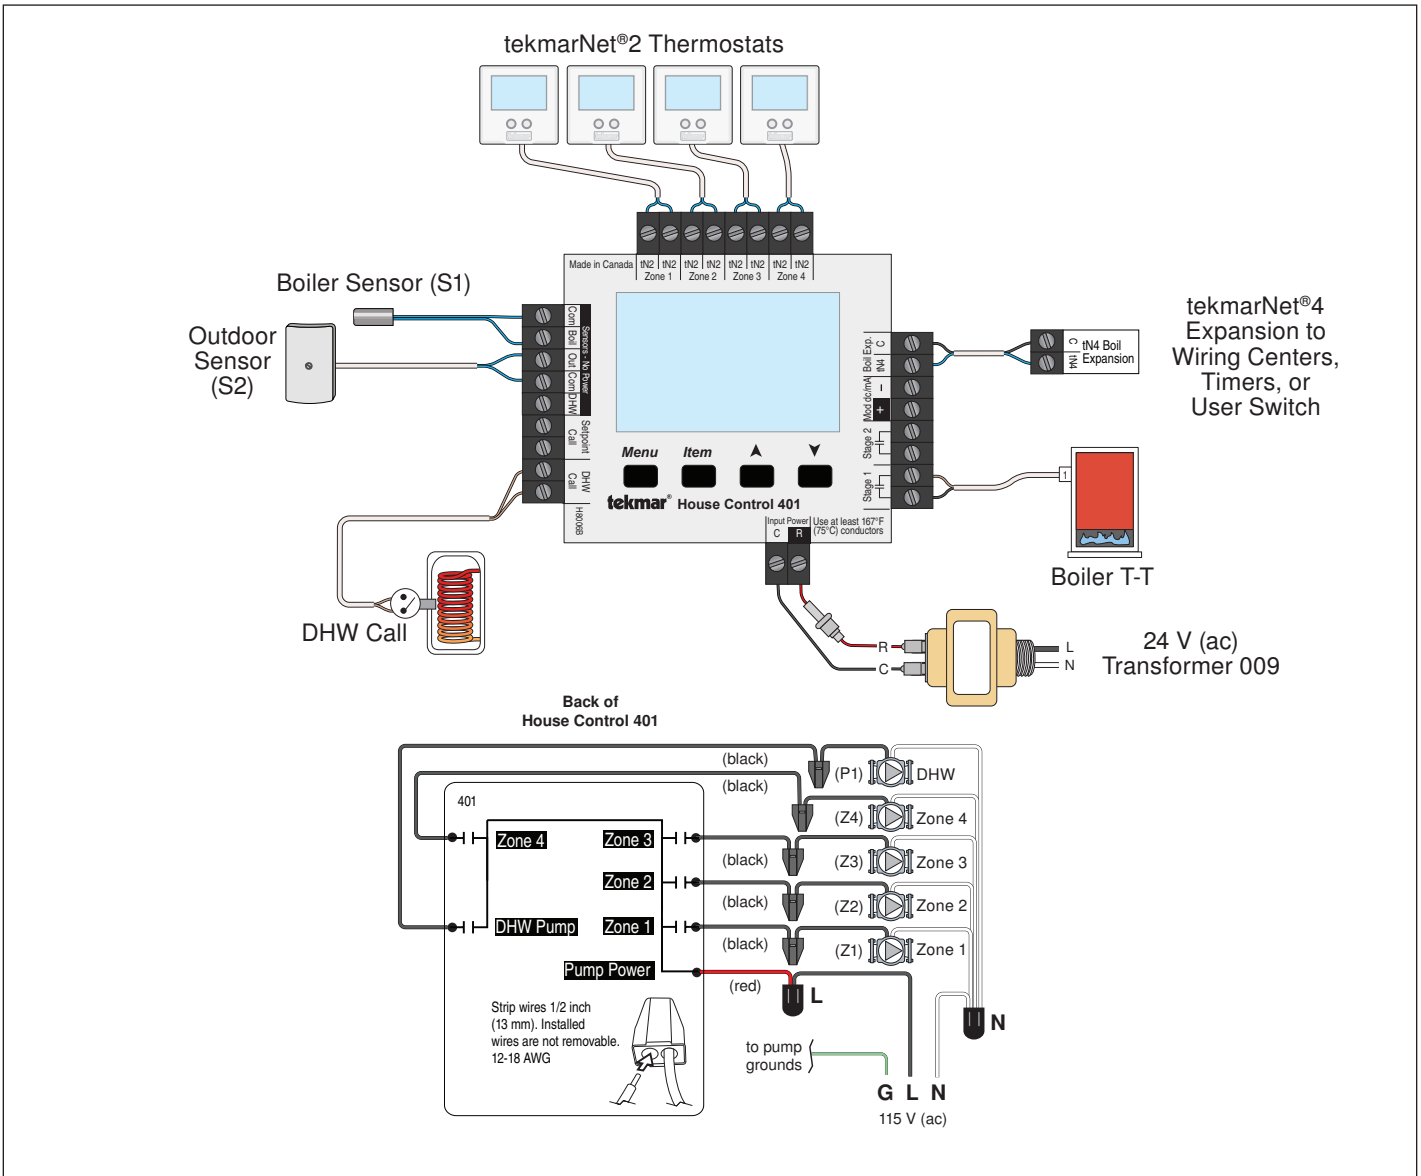 tekmarNet®2 Thermostats
Made in Canada
tN2 tN2 tN2 tN2 tN2 tN2 tN2 tN2
Zone 1 Zone 2 Zone 3 Zone 4
Boiler Sensor (S1)
Outdoor
Sensor
(S2)
Com Boil Out Com DHW
Sensors - No Power
Setpoint
Call
DHW
Call
H8006B
Menu Item
tekmar® House Control 401
Boil Exp.
C
tN4
Mod dc/mA
–
+
Stage 2
Stage 1
C
tN4
tN4 Boil
Expansion
tekmarNet®4
Expansion to
Wiring Centers,
Timers, or
User Switch
1
Boiler T-T
Input Power
C R
Use at least 167°F
(75°C) conductors
DHW Call
R
C
L
N
24 V (ac)
Transformer 009
Back of
House Control 401
401
(black)
(black)
(P1) DHW
(Z4) Zone 4
Zone 4
Zone 3
(black)
(Z3) Zone 3
Zone 2
(black)
(Z2) Zone 2
DHW Pump
Zone 1
(black)
(Z1) Zone 1
Pump Power
(red)
L
N
Strip wires 1/2 inch
(13 mm). Installed
wires are not removable.
12-18 AWG
to pump
grounds
G L N
115 V (ac)